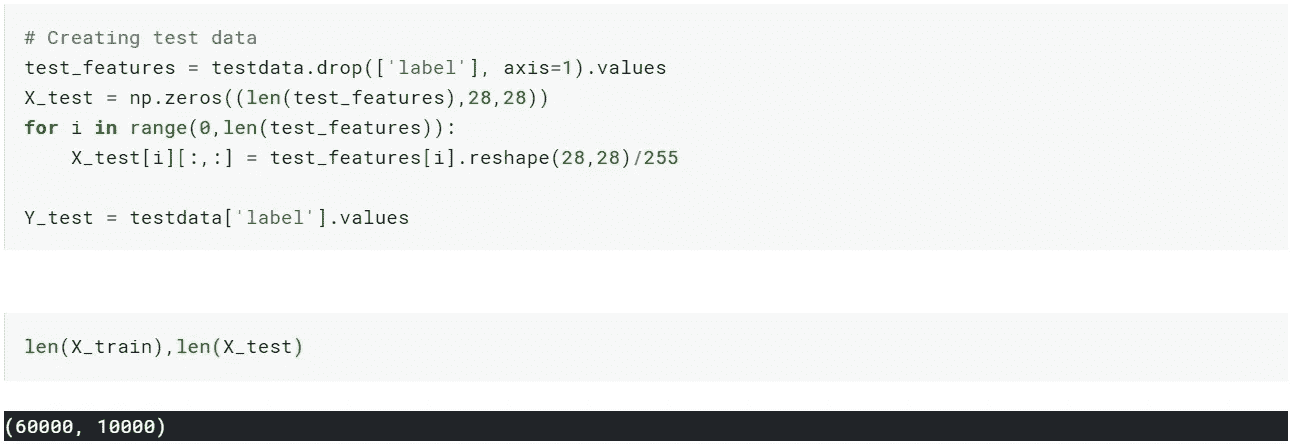 # Creating test data
test_features = testdata.drop(['label'], axis=1).values
X_test = np.zeros((len(test_features),28,28))
for i in range(0,len(test_features)):
    X_test[i][:,:] = test_features[i].reshape(28,28)/255
Y_test = testdata['label'].values
len(X_train),len(X_test)
(60000, 10000)